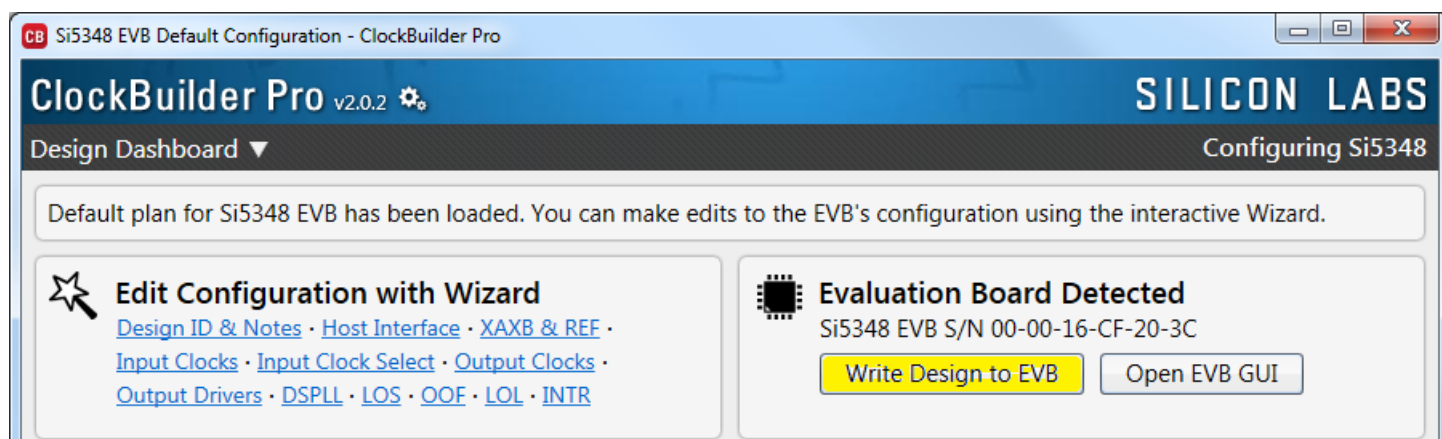 CB Si5348 EVB Default Configuration - ClockBuilder Pro
ClockBuilder Pro v2.0.2
SILICON LABS
Design Dashboard ▼
Configuring Si5348
Default plan for Si5348 EVB has been loaded. You can make edits to the EVB's configuration using the interactive Wizard.
Edit Configuration with Wizard
Design ID & Notes · Host Interface · XAXB & REF ·
Input Clocks · Input Clock Select · Output Clocks ·
Output Drivers · DSPLL · LOS · OOF · LOL · INTR
Evaluation Board Detected
Si5348 EVB S/N 00-00-16-CF-20-3C
Write Design to EVB
Open EVB GUI